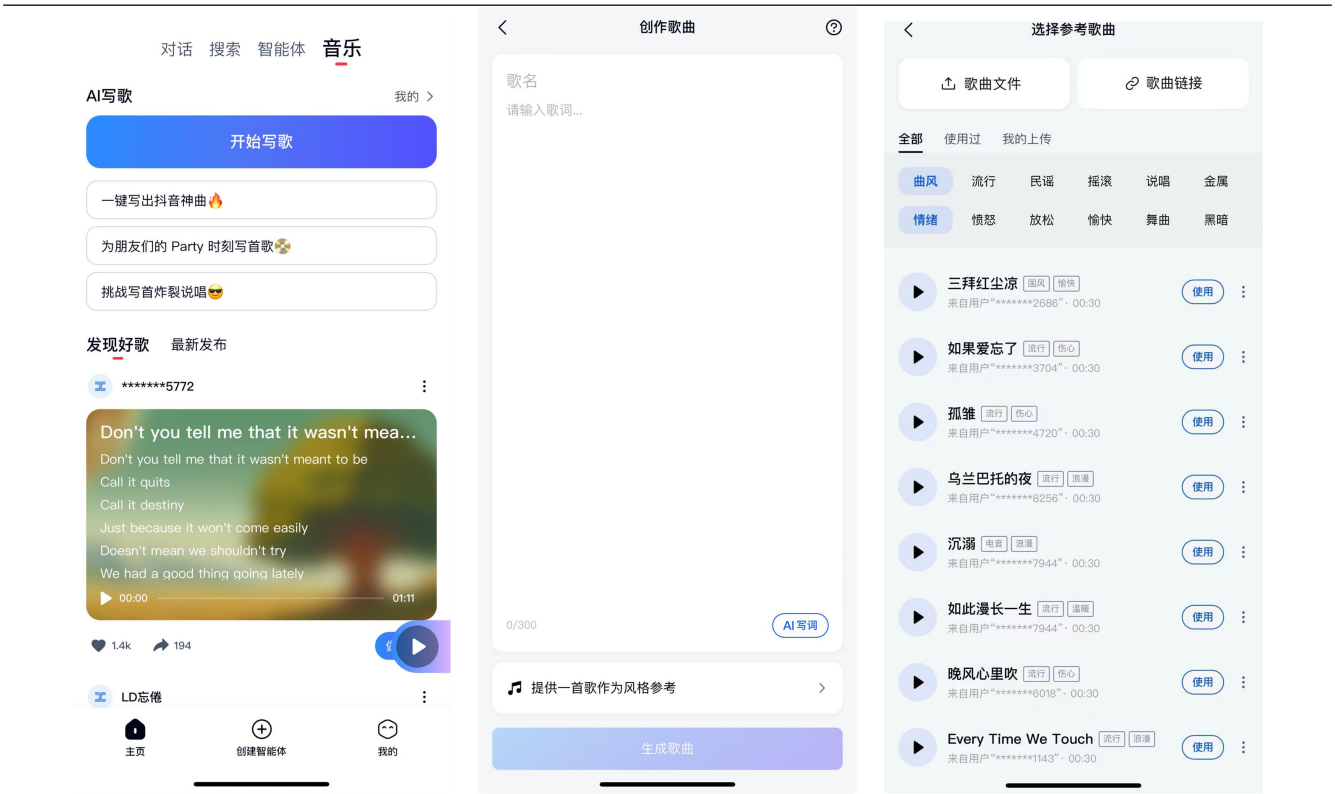 对话 搜索 智能体 音乐
AI写歌 我的
开始写歌
一键写出抖音神曲🔥
为朋友们的 Party 时刻写首歌
挑战写首炸裂说唱😎
发现好歌 最新发布
*******5772
Don't you tell me that it wasn't mea...
Don't you tell me that it wasn't meant to be
Call it quits
Call it destiny
Just because it won't come easily
Doesn't mean we shouldn't try
We had a good thing going lately
00:00 01:11
1.4k 194
LD忘倦
主页 创建智能体 我的
创作歌曲
歌名
请输入歌词...
0/300 AI写词
提供一首歌作为风格参考
生成歌曲
选择参考歌曲
歌曲文件 歌曲链接
全部 使用过 我的上传
曲风 流行 民谣 摇滚 说唱 金属
情绪 愤怒 放松 愉快 舞曲 黑暗
三拜红尘凉 国风 愉快 使用
来自用户“*******2686”· 00:30
如果爱忘了 流行 伤心 使用
来自用户“*******3704”· 00:30
孤雏 流行 伤心 使用
来自用户“*******4720”· 00:30
乌兰巴托的夜 流行 浪漫 使用
来自用户“*******8256”· 00:30
沉溺 电音 浪漫 使用
来自用户“*******7944”· 00:30
如此漫长一生 流行 温暖 使用
来自用户“*******7944”· 00:30
晚风心里吹 流行 伤心 使用
来自用户“*******6018”· 00:30
Every Time We Touch 流行 浪漫 使用
来自用户“*******1143”· 00:30